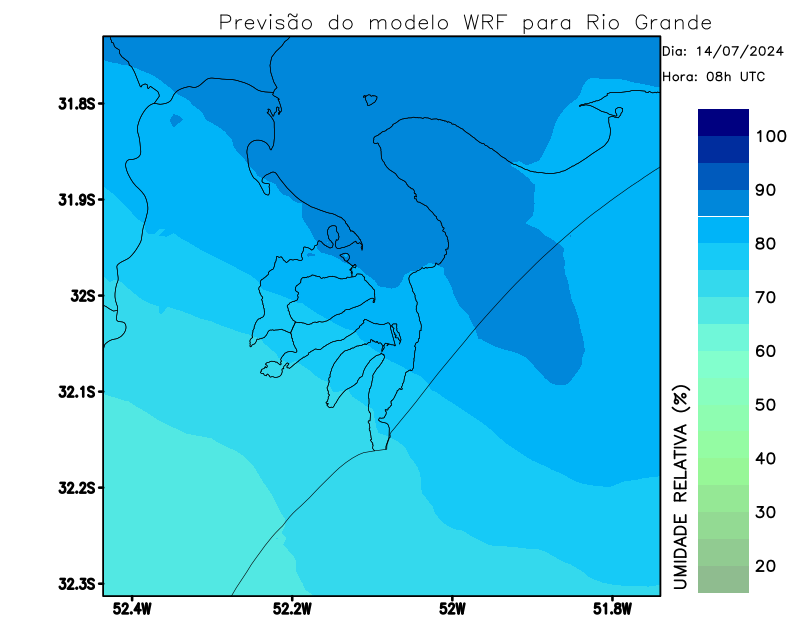 Previsão do modelo WRF para Rio Grande
Dia: 14/07/2024
Hora: 08h UTC
31.8S
31.9S
32S
32.1S
32.2S
32.3S
52.4W
52.2W
52W
51.8W
100
90
80
70
60
50
40
30
20
UMIDADE RELATIVA (%)